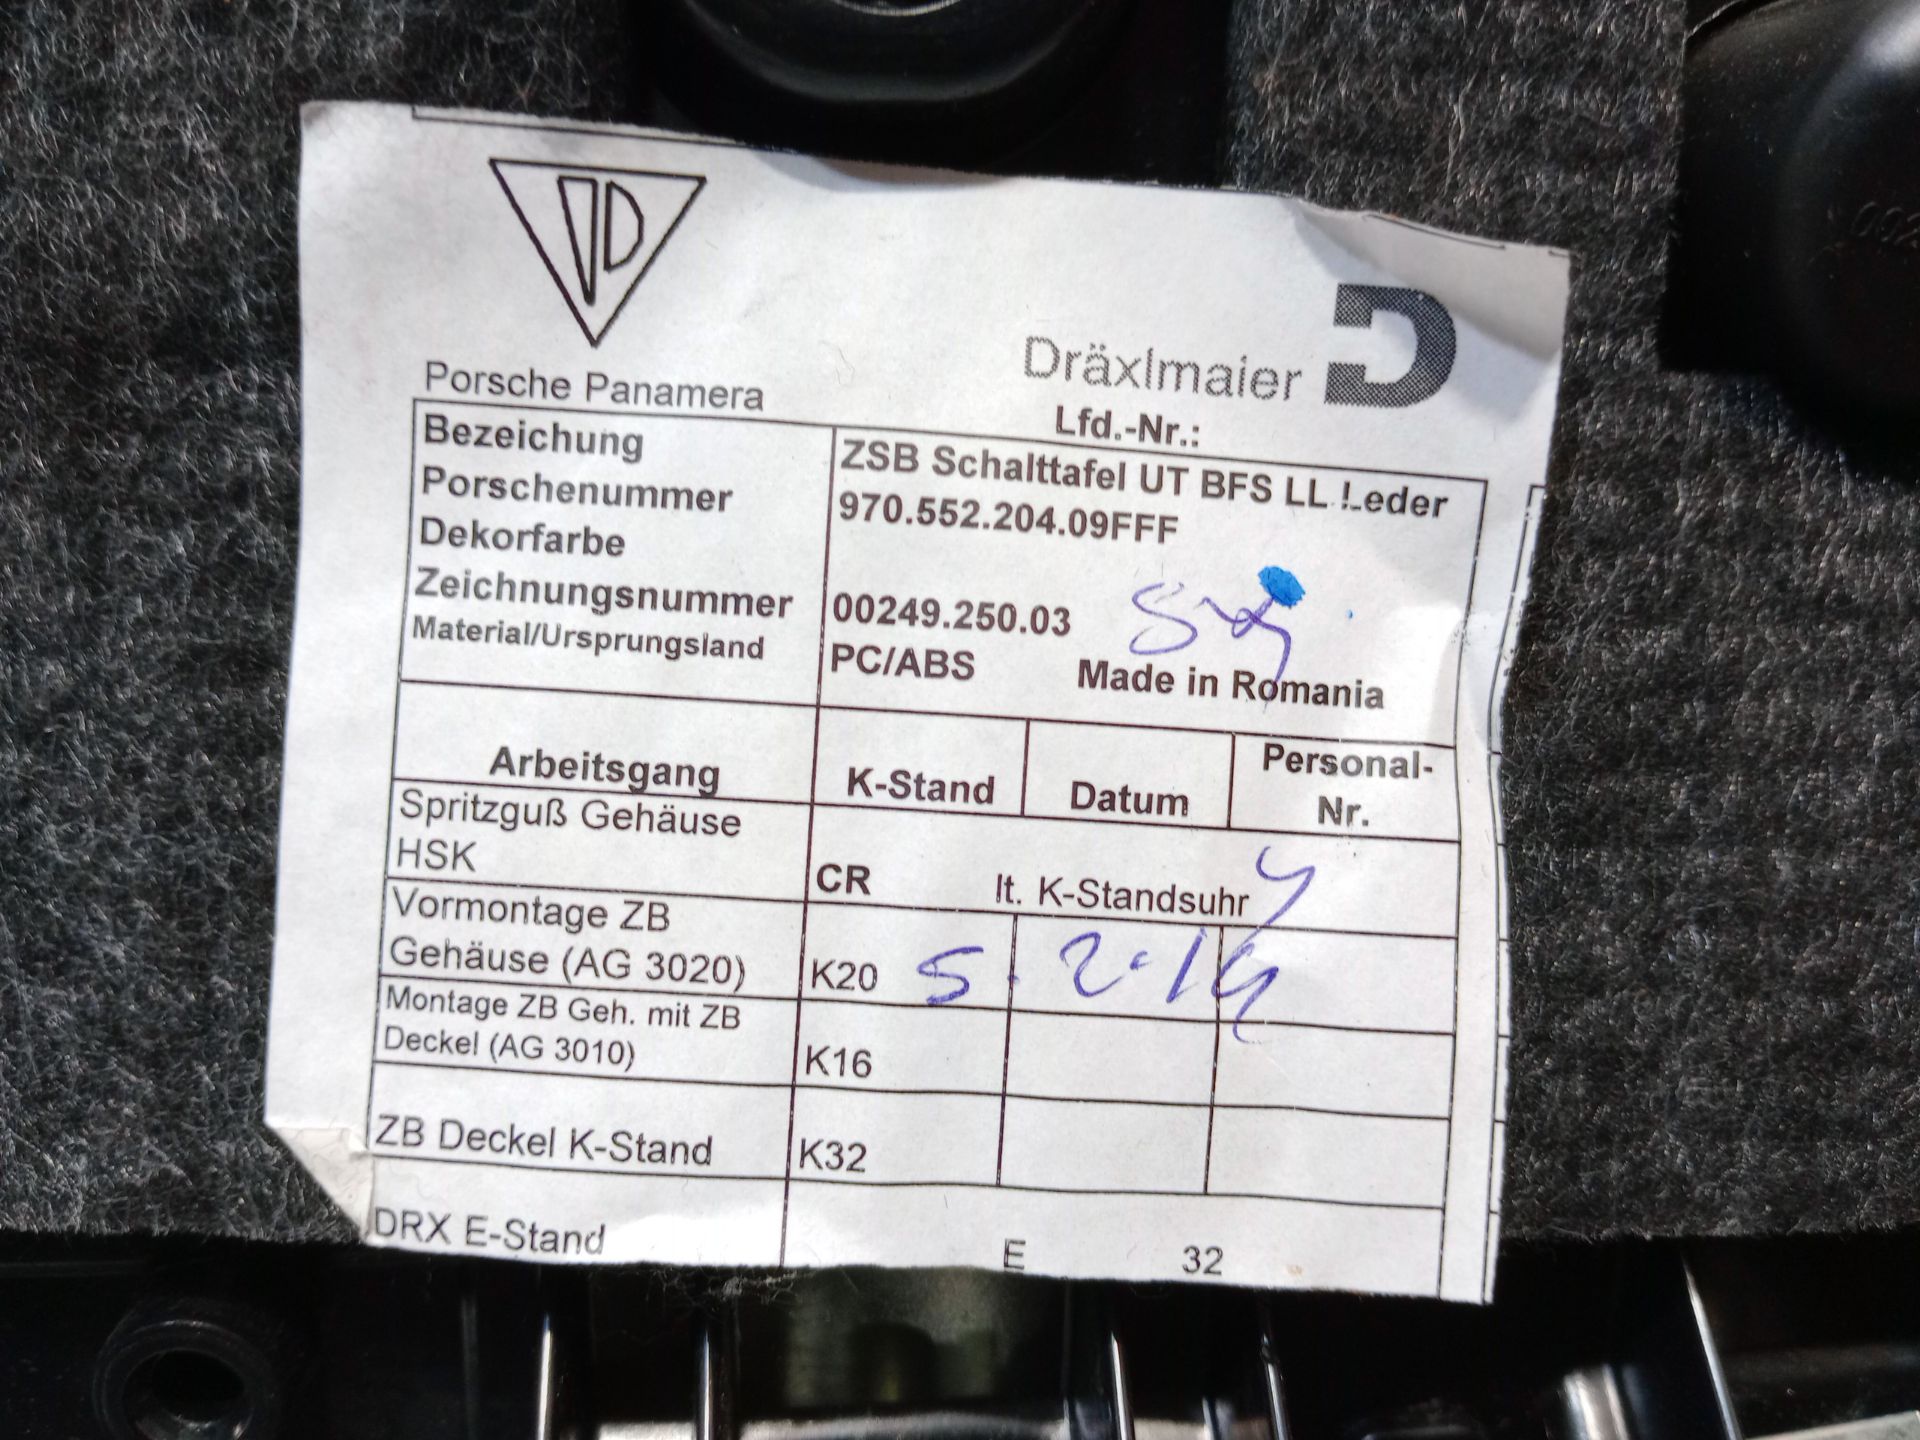 Porsche Panamera
Dräxlmaier
Lfd.-Nr.:
Bezeichung ZSB Schalttafel UT BFS LL Leder
Porschenummer 970.552.204.09FFF
Dekorfarbe
Zeichnungsnummer 00249.250.03
Material/Ursprungsland PC/ABS Made in Romania
Arbeitsgang K-Stand Datum Personal-
Nr.
Spritzguß Gehäuse
HSK CR lt. K-Standsuhr
Vormontage ZB
Gehäuse (AG 3020) K20 5.2.14
Montage ZB Geh. mit ZB
Deckel (AG 3010) K16
ZB Deckel K-Stand K32
DRX E-Stand E 32